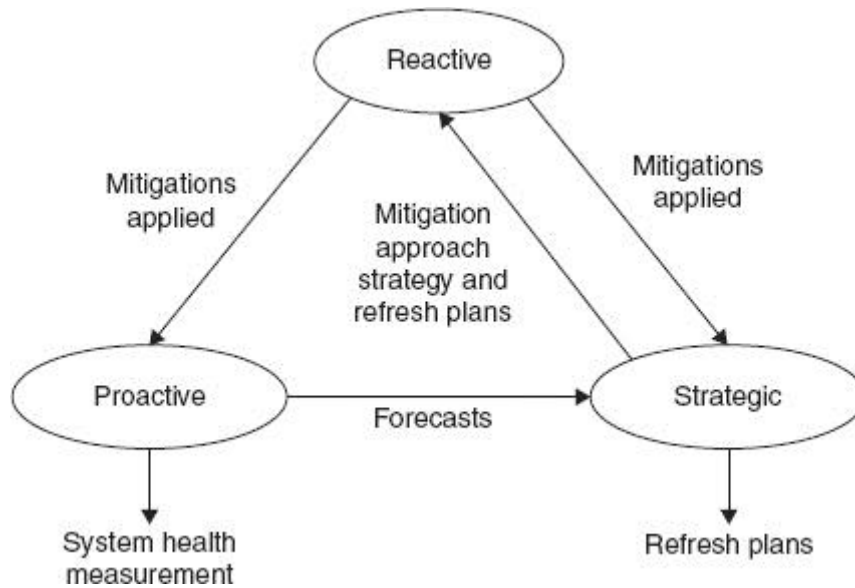 Reactive
Mitigations
applied
Mitigation
approach
strategy and
refresh plans
Mitigations
applied
Proactive
Forecasts
Strategic
System health
measurement
Refresh plans